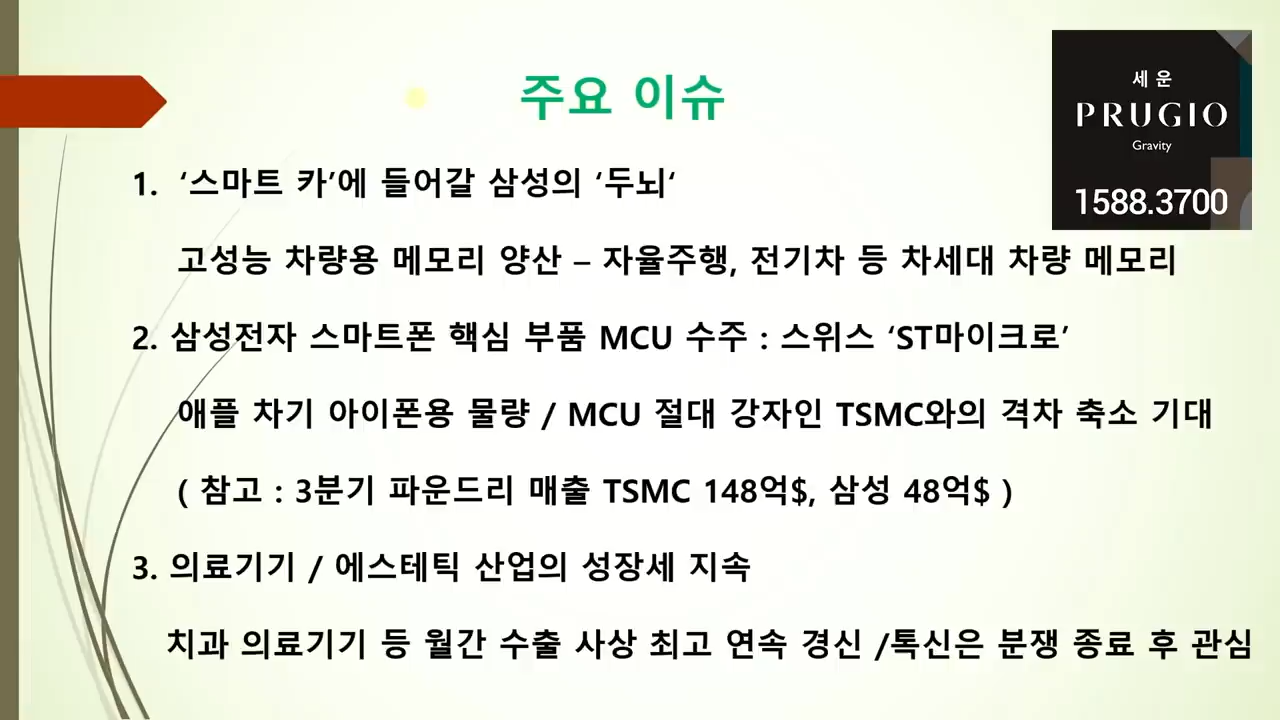 주요 이슈
세운
PRUGIO
Gravity
1588.3700
1. ‘스마트 카’에 들어갈 삼성의 ‘두뇌‘
고성능 차량용 메모리 양산 – 자율주행, 전기차 등 차세대 차량 메모리
2. 삼성전자 스마트폰 핵심 부품 MCU 수주 : 스위스 ‘ST마이크로’
애플 차기 아이폰용 물량 / MCU 절대 강자인 TSMC와의 격차 축소 기대
( 참고 : 3분기 파운드리 매출 TSMC 148억$, 삼성 48억$ )
3. 의료기기 / 에스테틱 산업의 성장세 지속
치과 의료기기 등 월간 수출 사상 최고 연속 경신 /톡신은 분쟁 종료 후 관심